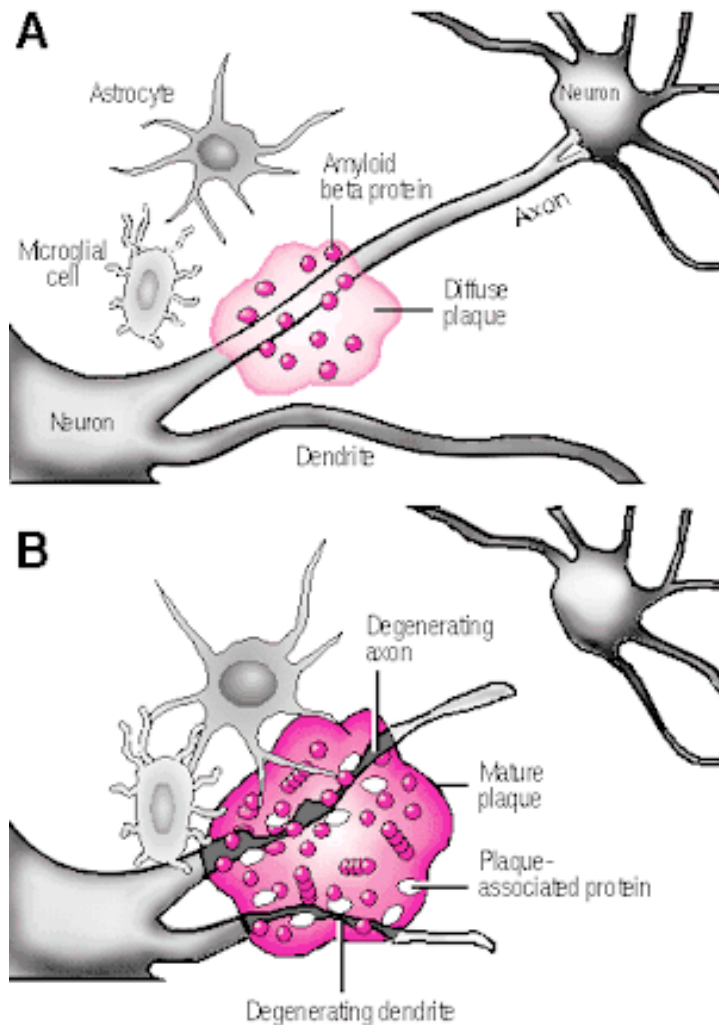 A
Astrocyte
Neuron
Amyloid
beta protein
Axon
Microglial
cell
Diffuse
plaque
Neuron
Dendrite
B
Degenerating
axon
Mature
plaque
Plaque-
associated protein
Degenerating dendrite